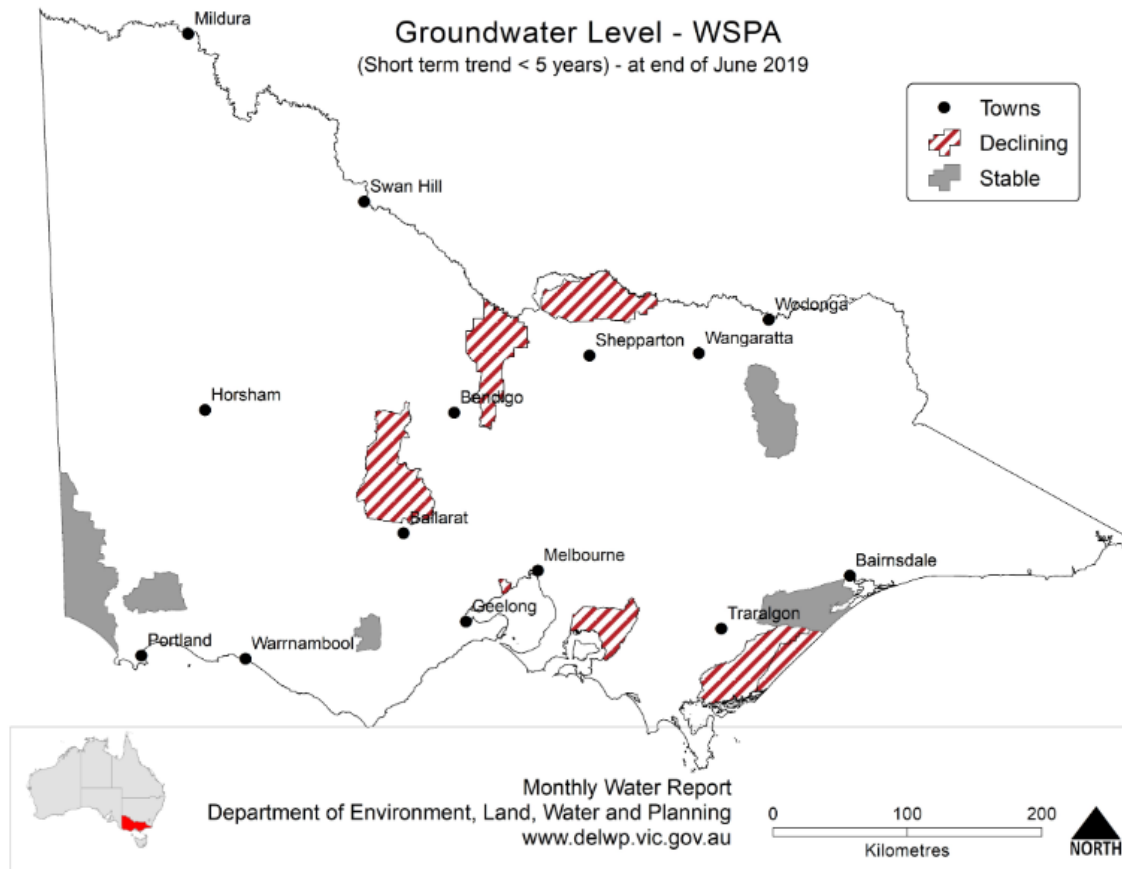 Mildura
Groundwater Level - WSPA
(Short term trend < 5 years) - at end of June 2019
Towns
Declining
Stable
Swan Hill
Wodonga
Shepparton
Wangaratta
Horsham
Bendigo
Ballarat
Melbourne
Bairnsdale
Geelong
Traralgon
Portland
Warrnambool
Monthly Water Report
Department of Environment, Land, Water and Planning
www.delwp.vic.gov.au
0 100 200
Kilometres
NORTH